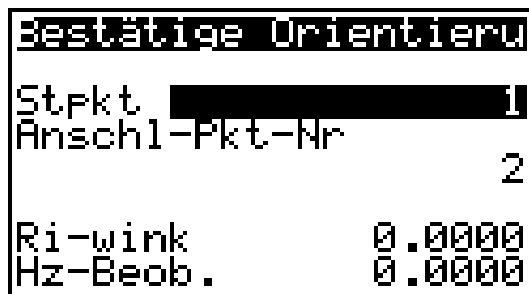 Bestätige Orientieru
Stpkt 1
Anschl-Pkt-Nr
2
Ri-wink 0.0000
Hz-Beob. 0.0000